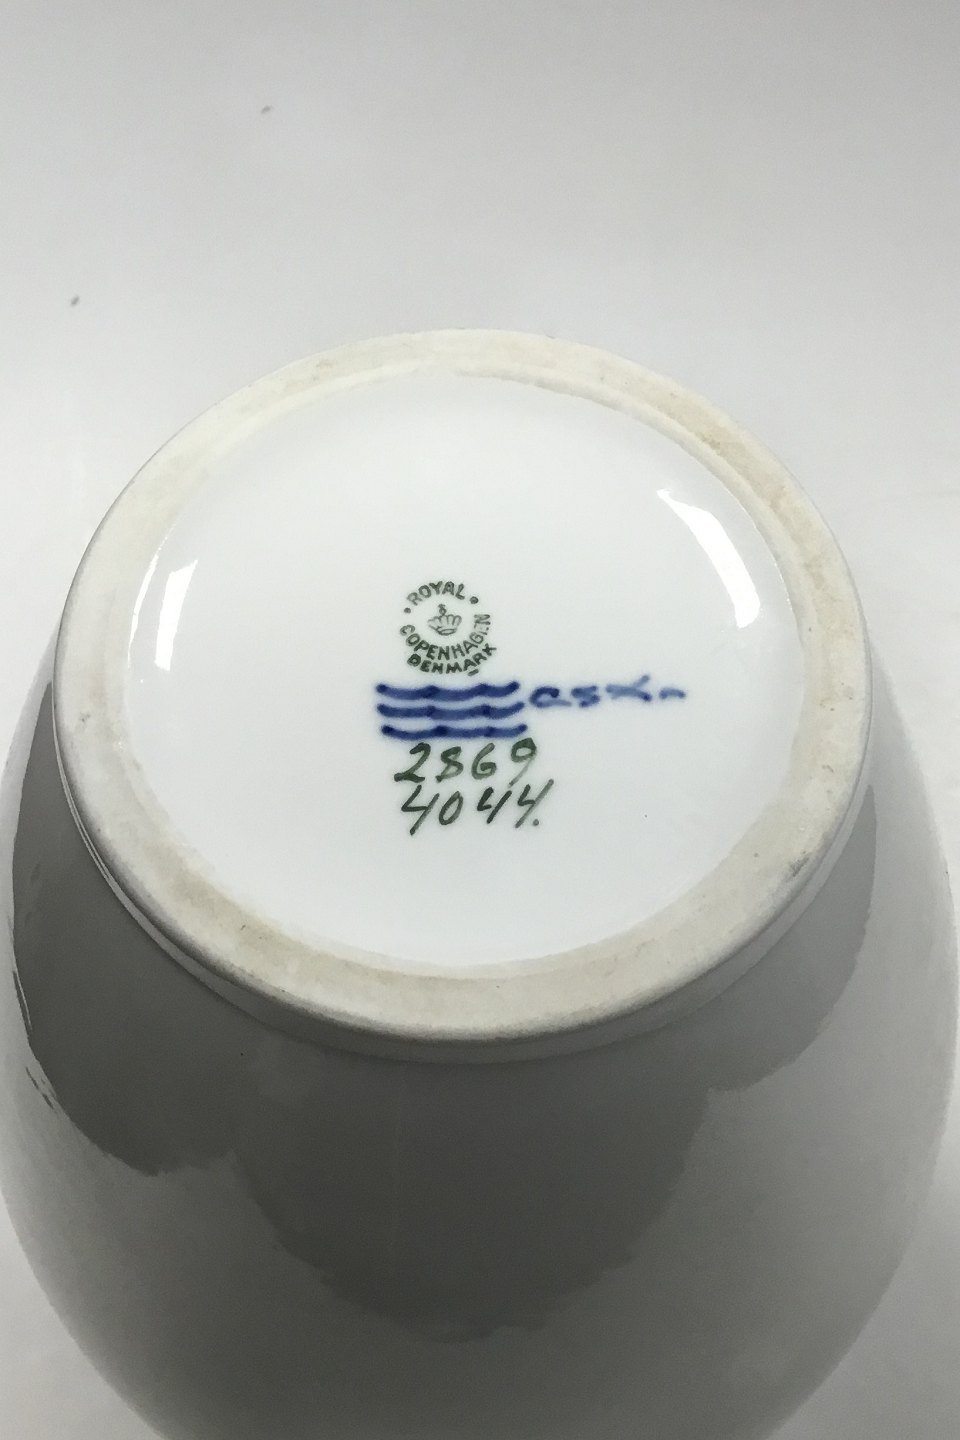 ROYAL
COPENHAGEN
DENMARK
2869
4044.